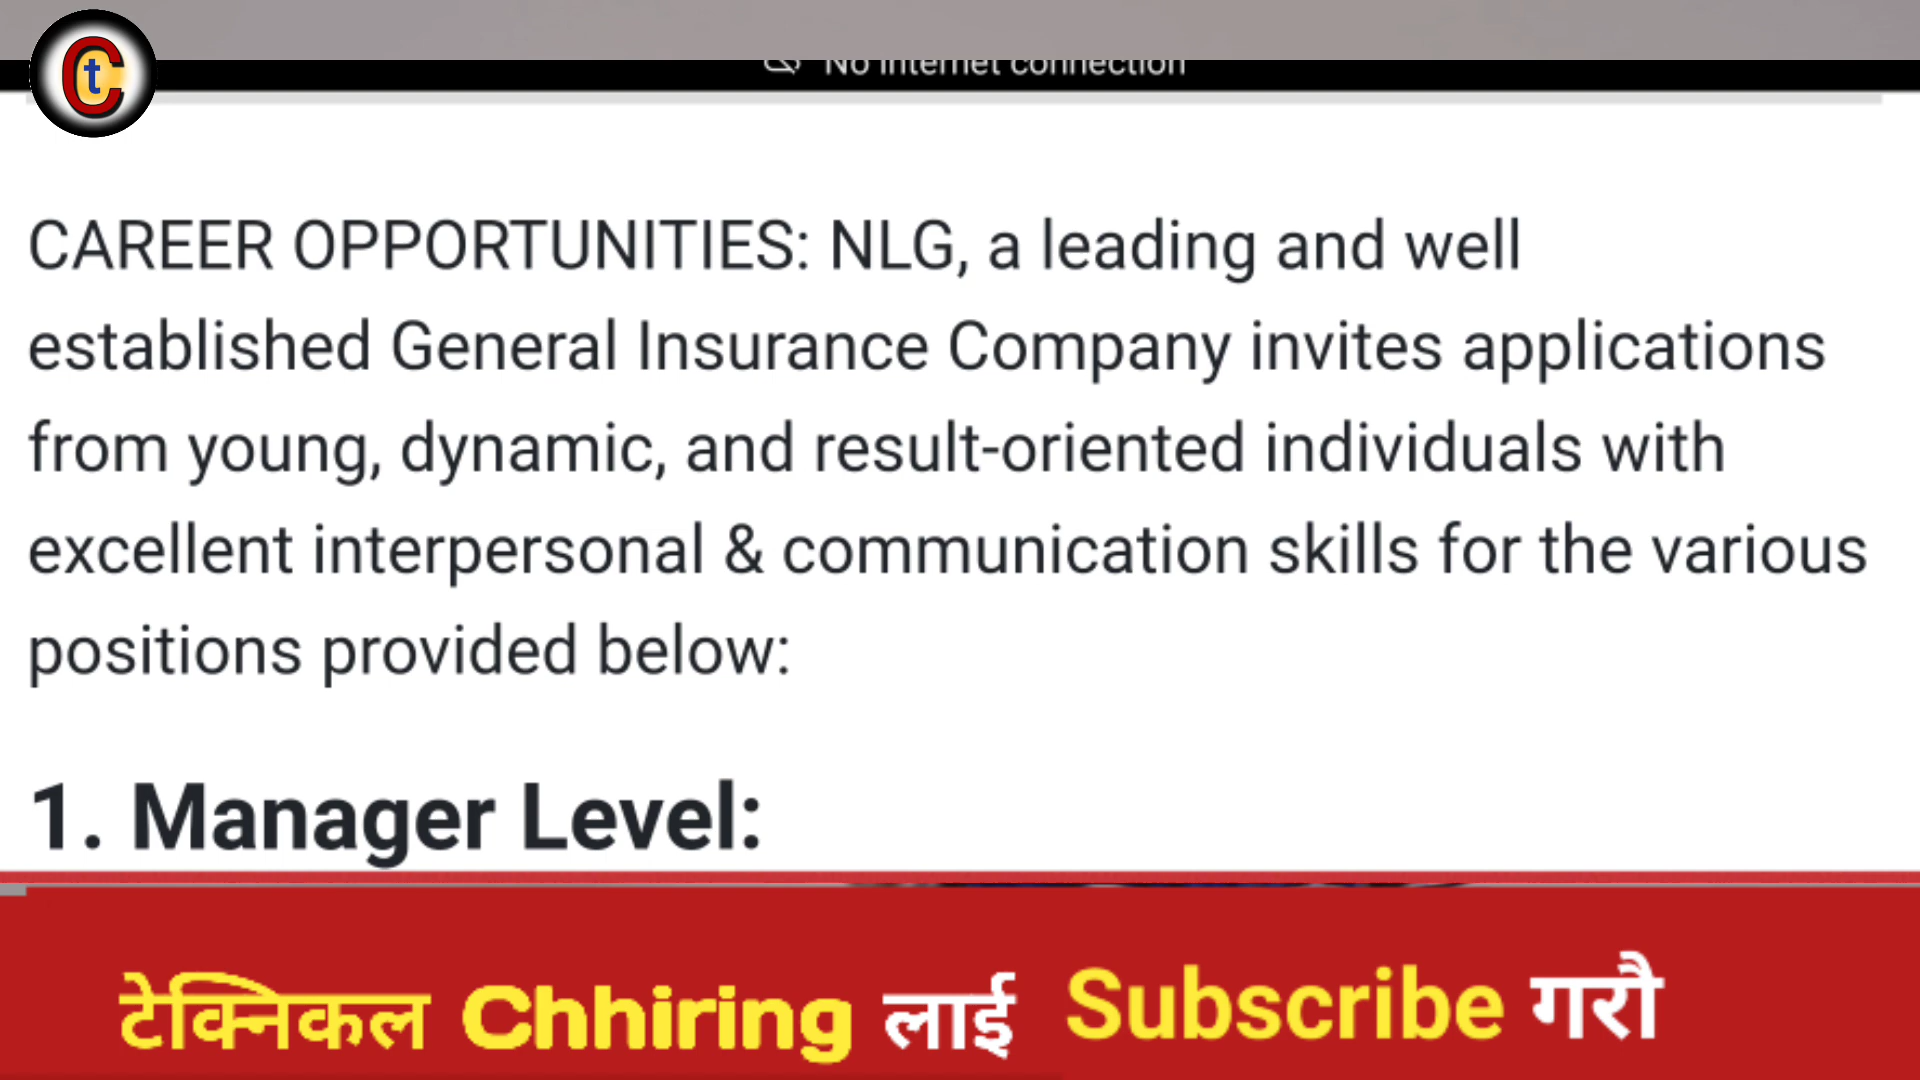 Ct
No internet connection
CAREER OPPORTUNITIES: NLG, a leading and well
established General Insurance Company invites applications
from young, dynamic, and result-oriented individuals with
excellent interpersonal & communication skills for the various
positions provided below:
1. Manager Level:
टेक्निकल Chhiring लाई Subscribe गरौ